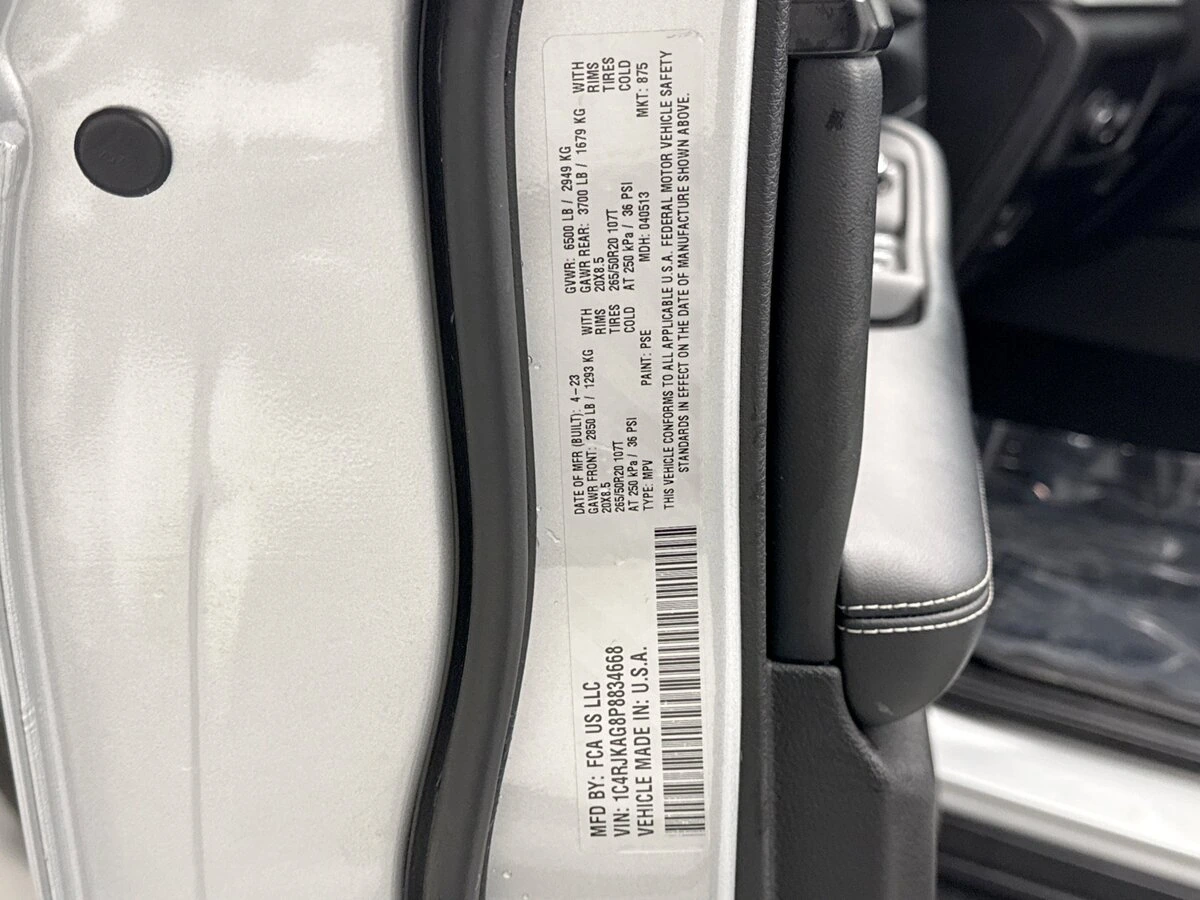 MFD BY: FCA US LLC
VIN: 1C4RJKAG8P8834668
VEHICLE MADE IN: U.S.A.
DATE OF MFR (BUILT): 4-23 GVWR: 6500 LB / 2949 KG
GAWR FRONT: 2850 LB / 1293 KG WITH GAWR REAR: 3700 LB / 1679 KG WITH
20X8.5 RIMS 20X8.5 RIMS
265/50R20 107T TIRES 265/50R20 107T TIRES
AT 250 kPa / 36 PSI COLD AT 250 kPa / 36 PSI COLD
TYPE: MPV PAINT: PSE MDH: 040513 MKT: 875
THIS VEHICLE CONFORMS TO ALL APPLICABLE U.S.A. FEDERAL MOTOR VEHICLE SAFETY
STANDARDS IN EFFECT ON THE DATE OF MANUFACTURE SHOWN ABOVE.